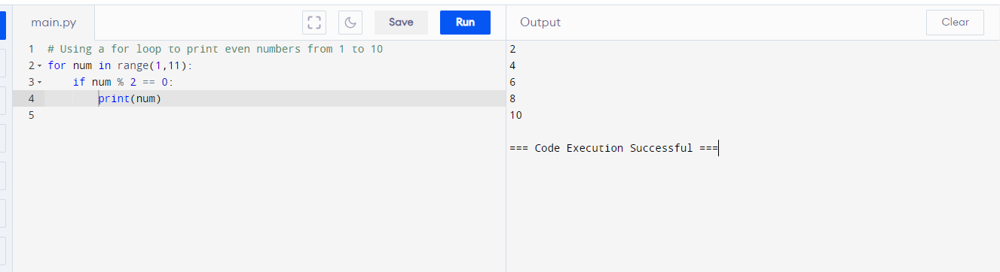 main.py
Save
Run
Output
Clear
1 # Using a for loop to print even numbers from 1 to 10
2 for num in range(1,11):
3     if num % 2 == 0:
4         print(num)
5
2
4
6
8
10
=== Code Execution Successful ===